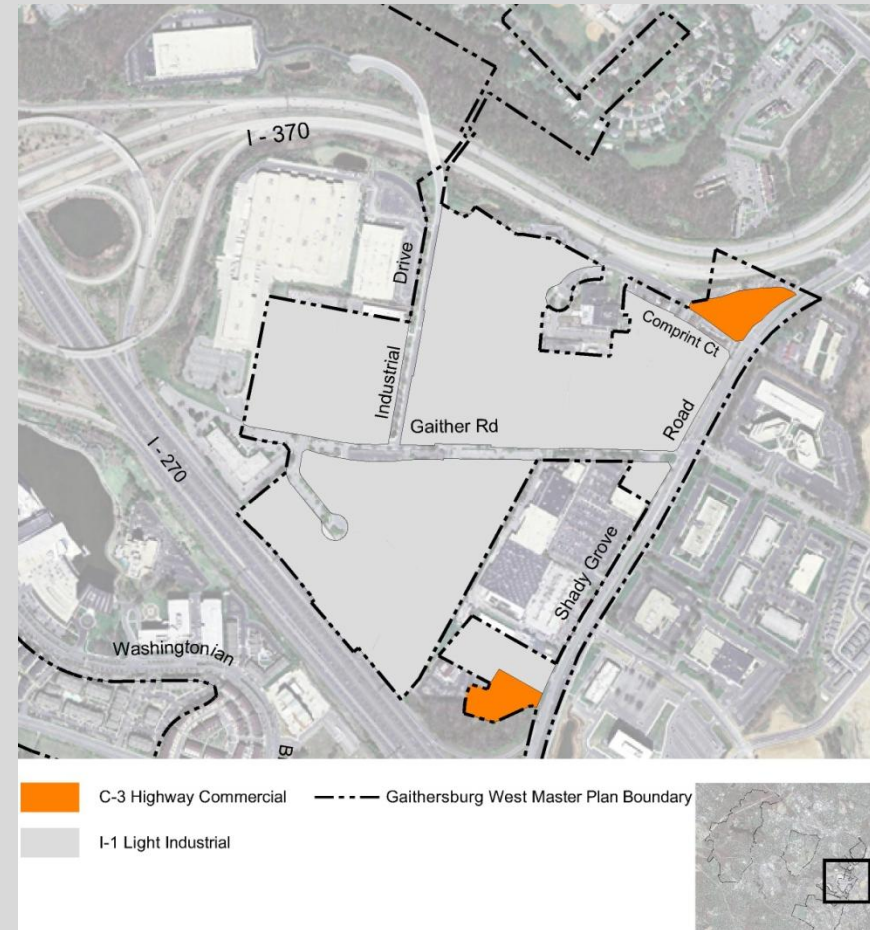 I - 370
Drive
Comprint Ct
Industrial
Gaither Rd
Road
I - 270
Shady Grove
Washingtonian
B
C-3 Highway Commercial
Gaithersburg West Master Plan Boundary
I-1 Light Industrial